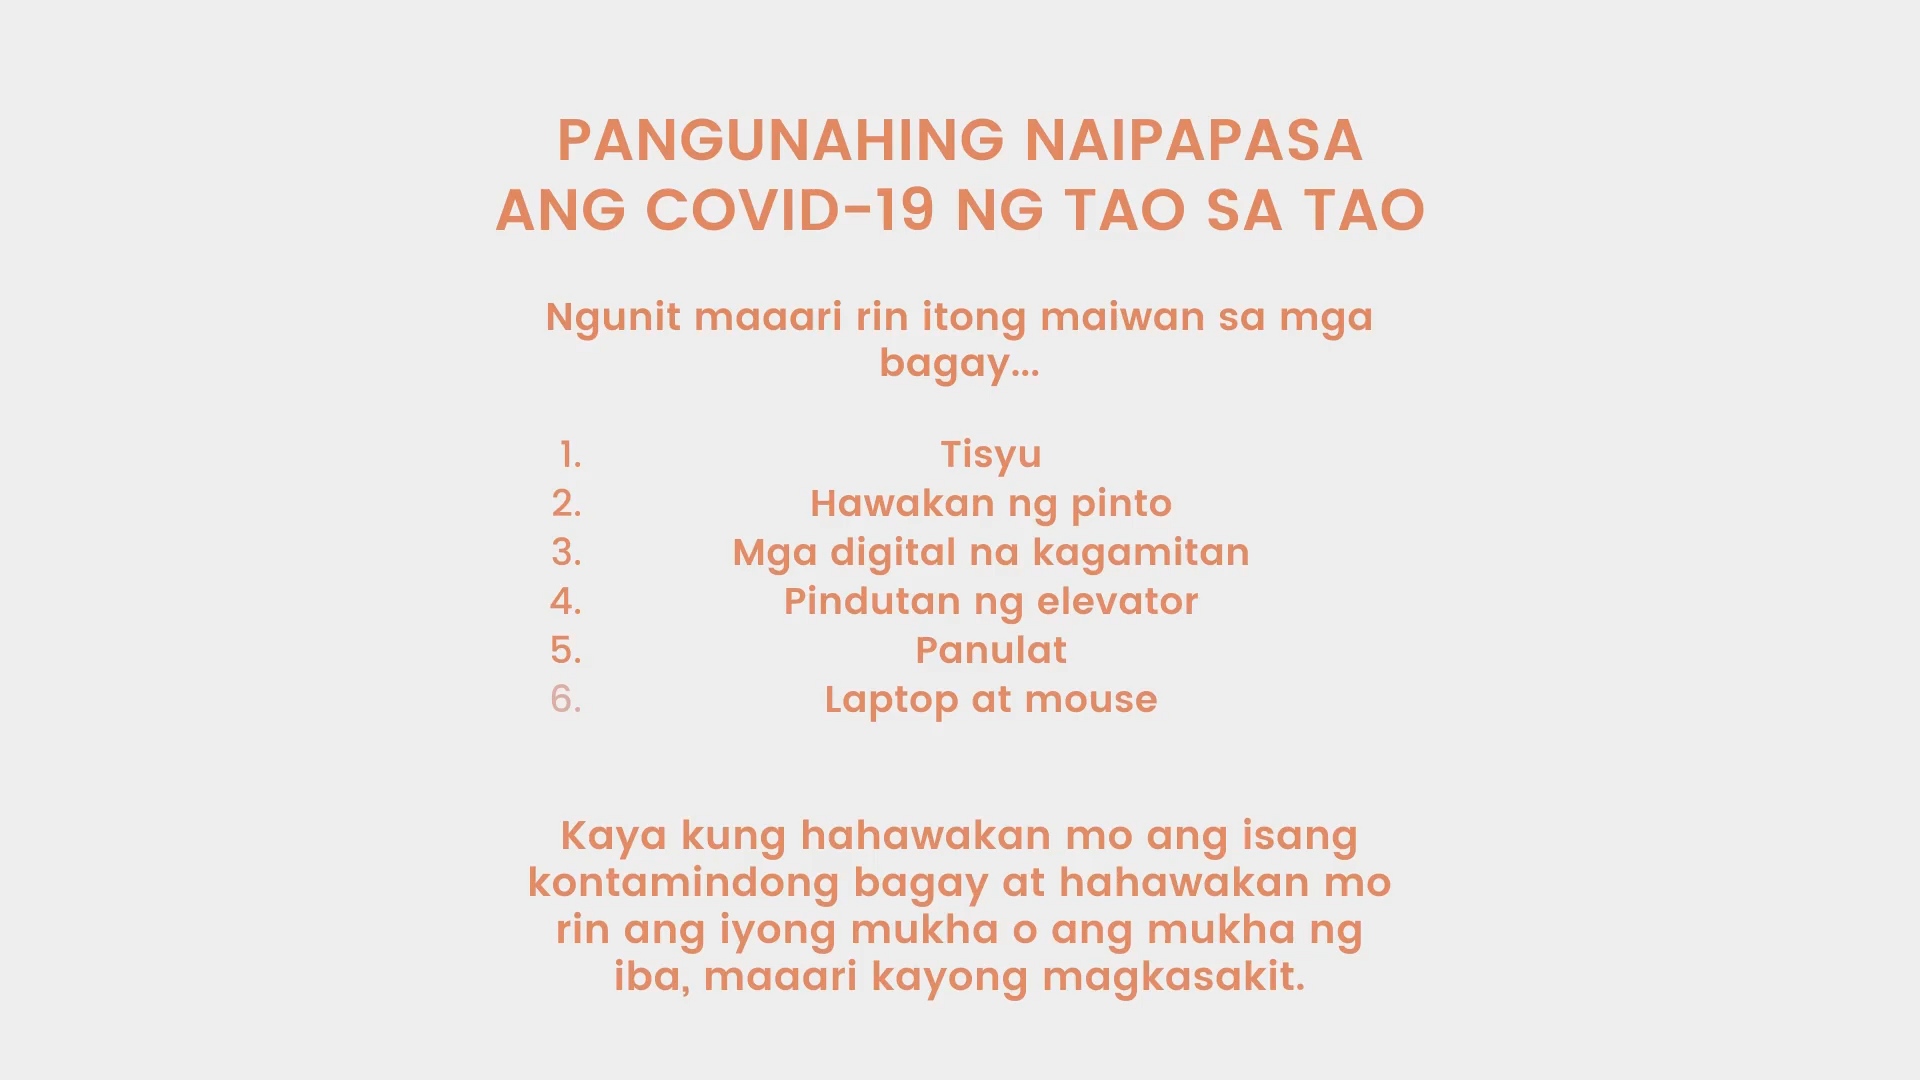 PANGUNAHING NAIPAPASA
ANG COVID-19 NG TAO SA TAO
Ngunit maaari rin itong maiwan sa mga
bagay...
1. Tisyu
2. Hawakan ng pinto
3. Mga digital na kagamitan
4. Pindutan ng elevator
5. Panulat
6. Laptop at mouse
Kaya kung hahawakan mo ang isang
kontamindong bagay at hahawakan mo
rin ang iyong mukha o ang mukha ng
iba, maaari kayong magkasakit.